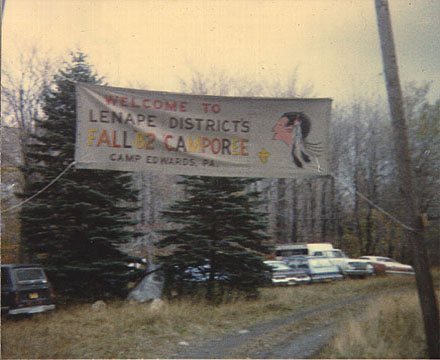 WELCOME TO
LENAPE DISTRICT'S
FALL 82 CAMPOREE
CAMP EDWARDS, PA.